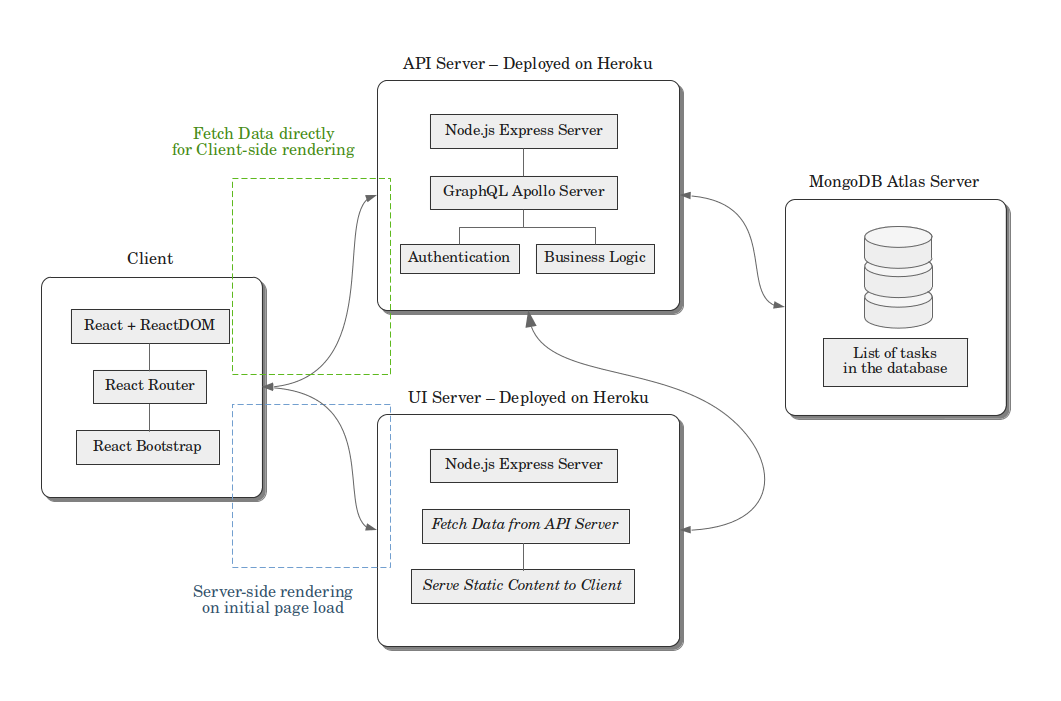 API Server – Deployed on Heroku
Node.js Express Server
GraphQL Apollo Server
Authentication
Business Logic
Fetch Data directly
for Client-side rendering
MongoDB Atlas Server
List of tasks
in the database
Client
React + ReactDOM
React Router
React Bootstrap
UI Server – Deployed on Heroku
Node.js Express Server
Fetch Data from API Server
Serve Static Content to Client
Server-side rendering
on initial page load